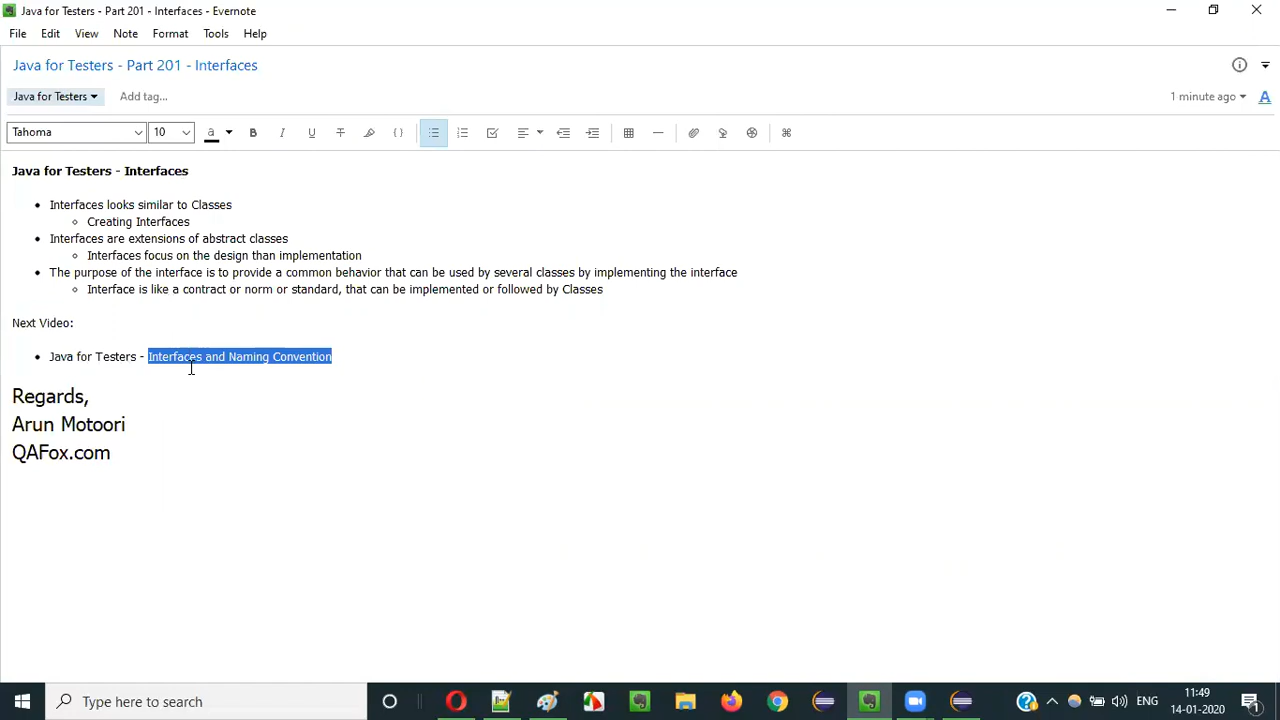 Java for Testers - Part 201 - Interfaces - Evernote
File Edit View Note Format Tools Help
Java for Testers - Part 201 - Interfaces
Java for Testers Add tag... 1 minute ago
Tahoma 10
Java for Testers - Interfaces
Interfaces looks similar to Classes
Creating Interfaces
Interfaces are extensions of abstract classes
Interfaces focus on the design than implementation
The purpose of the interface is to provide a common behavior that can be used by several classes by implementing the interface
Interface is like a contract or norm or standard, that can be implemented or followed by Classes
Next Video:
Java for Testers - Interfaces and Naming Convention
Regards,
Arun Motoori
QAFox.com
Type here to search
ENG
11:49
14-01-2020